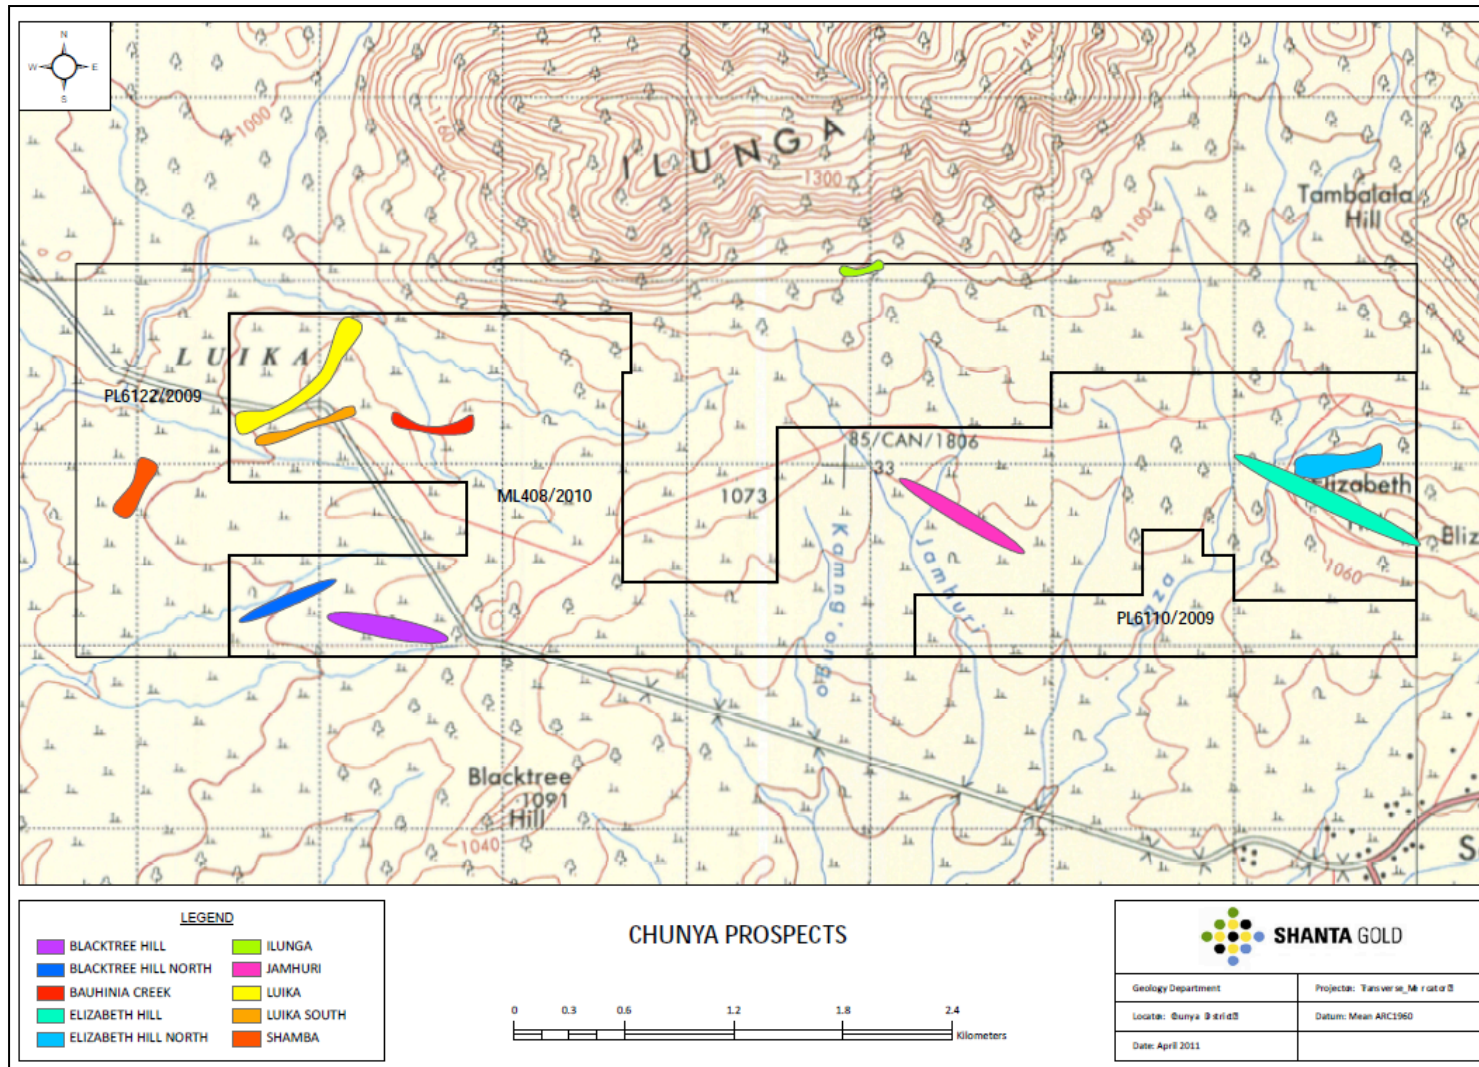 N
W E
S
1000
1160
1440
ILUNGA
1300
1100
Tambalala
Hill
LUIKA
PL6122/2009
85/CAN/1806
33
ML408/2010
1073
Elizabeth
Eliz
Kamng'ongo
Jamhuri
1060
PL6110/2009
Blacktree
1091
Hill
1040
S
LEGEND
BLACKTREE HILL
BLACKTREE HILL NORTH
BAUHINIA CREEK
ELIZABETH HILL
ELIZABETH HILL NORTH
ILUNGA
JAMHURI
LUIKA
LUIKA SOUTH
SHAMBA
CHUNYA PROSPECTS
0 0.3 0.6 1.2 1.8 2.4
Kilometers
SHANTA GOLD
Geology Department
Datum: Mean ARC1960
Date: April 2011